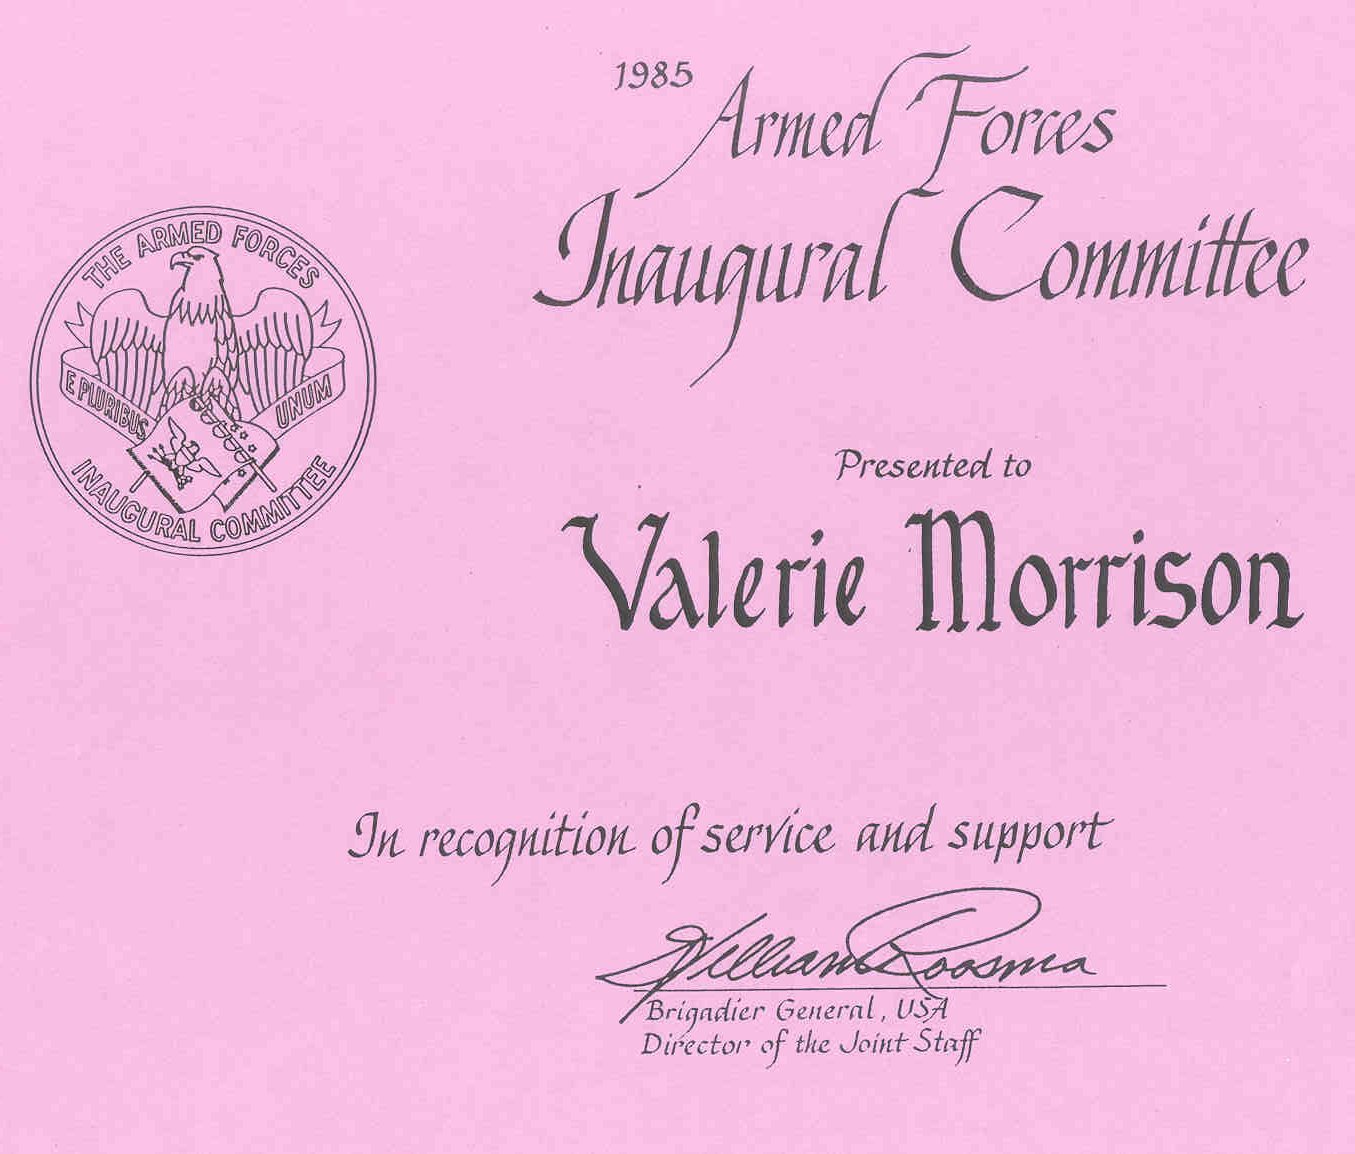 1985 Armed Forces
Inaugural Committee
THE ARMED FORCES
E PLURIBUS UNUM
INAUGURAL COMMITTEE
Presented to
Valerie Morrison
In recognition of service and support
William Roosma
Brigadier General, USA
Director of the Joint Staff